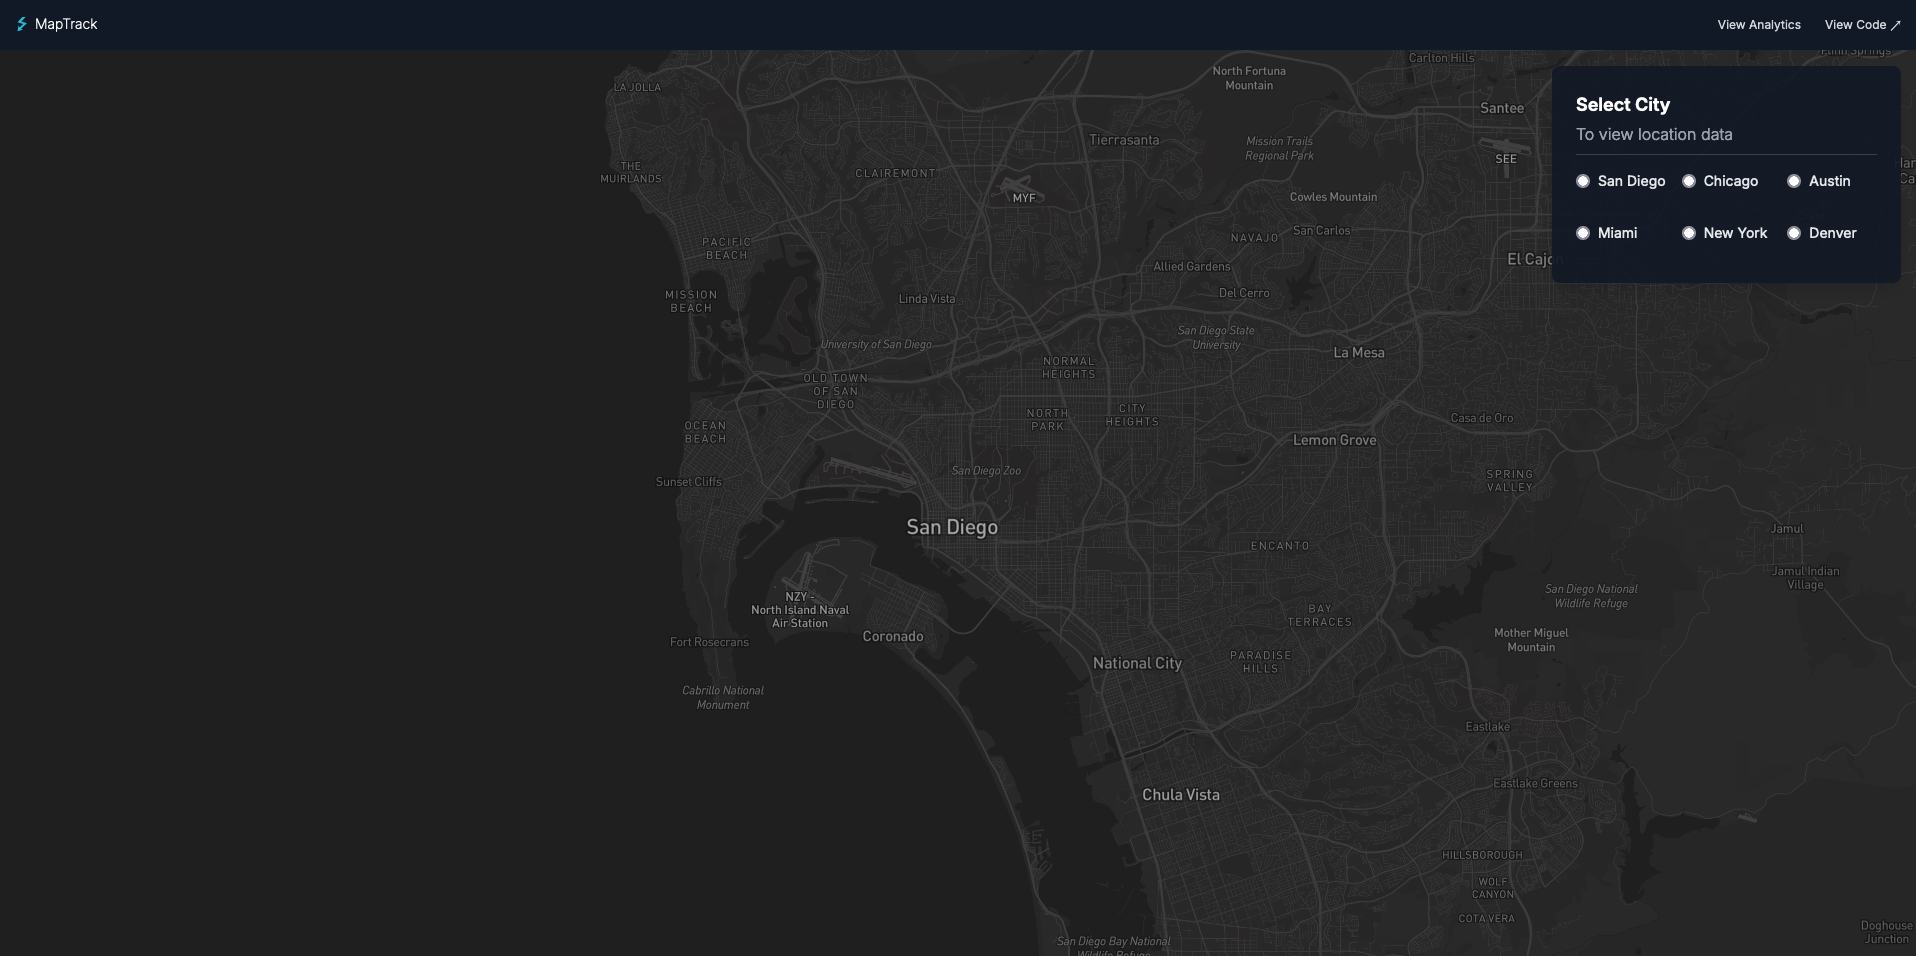 MapTrack
View Analytics
View Code ↗
Select City
To view location data
San Diego
Chicago
Austin
Miami
New York
Denver
Flinn Springs
Carlton Hills
North Fortuna
Mountain
LA JOLLA
Santee
Tierrasanta
Mission Trails
Regional Park
SEE
THE
MUIRLANDS
CLAIREMONT
MYF
Cowles Mountain
San Carlos
NAVAJO
PACIFIC
BEACH
El Cajo
Allied Gardens
Del Cerro
MISSION
BEACH
Linda Vista
San Diego State
University
University of San Diego
La Mesa
NORMAL
HEIGHTS
OLD TOWN
OF SAN
DIEGO
NORTH
PARK
CITY
HEIGHTS
Casa de Oro
OCEAN
BEACH
Lemon Grove
San Diego Zoo
SPRING
VALLEY
Sunset Cliffs
San Diego
Jamul
ENCANTO
Jamul Indian
Village
San Diego National
Wildlife Refuge
NZY -
North Island Naval
Air Station
BAY
TERRACES
Coronado
Fort Rosecrans
Mother Miguel
Mountain
National City
PARADISE
HILLS
Cabrillo National
Monument
Eastlake
Eastlake Greens
Chula Vista
HILLSBOROUGH
WOLF
CANYON
COTA VERA
Doghouse
Junction
San Diego Bay National
Wildlife Refuge